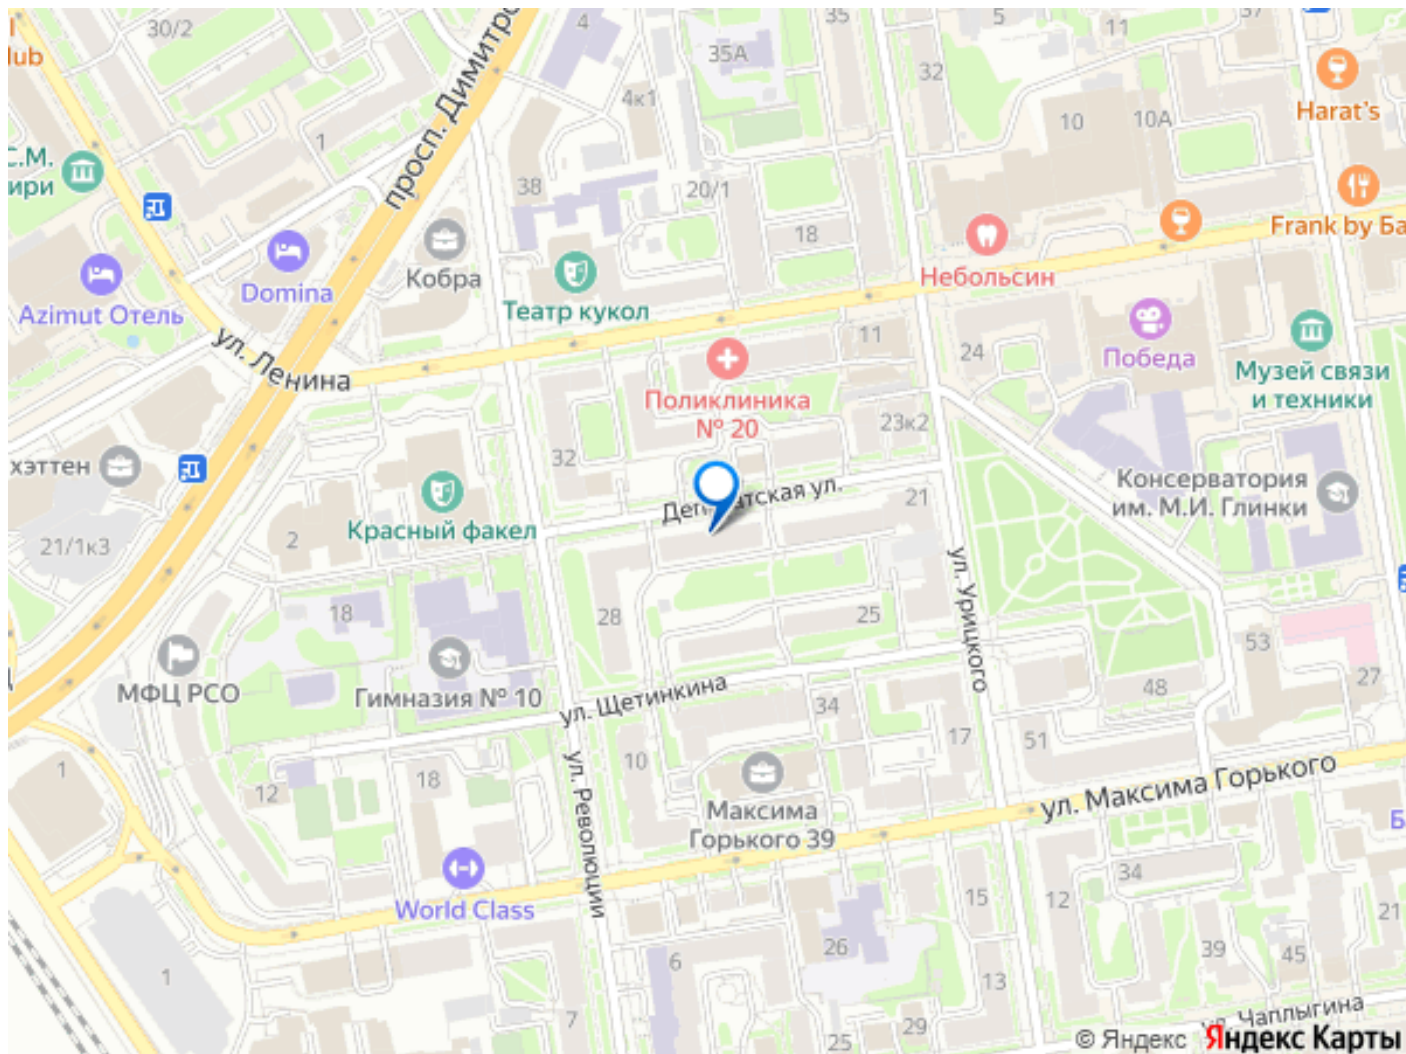 30/2
4
35
5
37
11
35А
просп. Димитро
lub
32
4к1
Harat's
10
10А
1
С.М.
ири
38
20/1
18
Frank by Ба
Небольсин
Кобра
Domina
Azimut Отель
Театр кукол
ул. Ленина
11
24
Победа
Музей связи
и техники
Поликлиника
№ 20
23к2
хэттен
32
Консерватория
им. М.И. Глинки
21
Красный факел
2
21/1к3
18
28
25
ул. Урицкого
53
МФЦ РСО
Гимназия № 10
27
48
ул. Щетинкина
34
17
51
10
1
18
12
ул. Максима Горького
Максима
Горького 39
ул. Революции
Б
34
World Class
15
12
21
26
39
45
6
1
13
7
29
25
Чаплыгина
© Яндекс Яндекс Карты